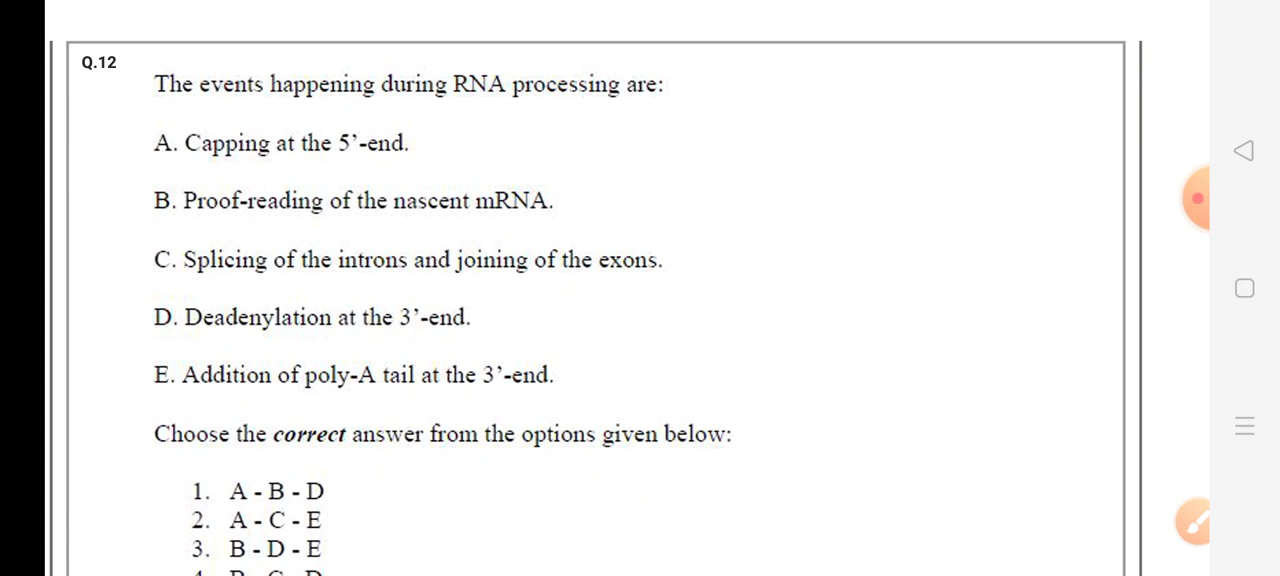 Q.12
The events happening during RNA processing are:
A. Capping at the 5’-end.
B. Proof-reading of the nascent mRNA.
C. Splicing of the introns and joining of the exons.
D. Deadenylation at the 3’-end.
E. Addition of poly-A tail at the 3’-end.
Choose the correct answer from the options given below:
1. A - B - D
2. A - C - E
3. B - D - E